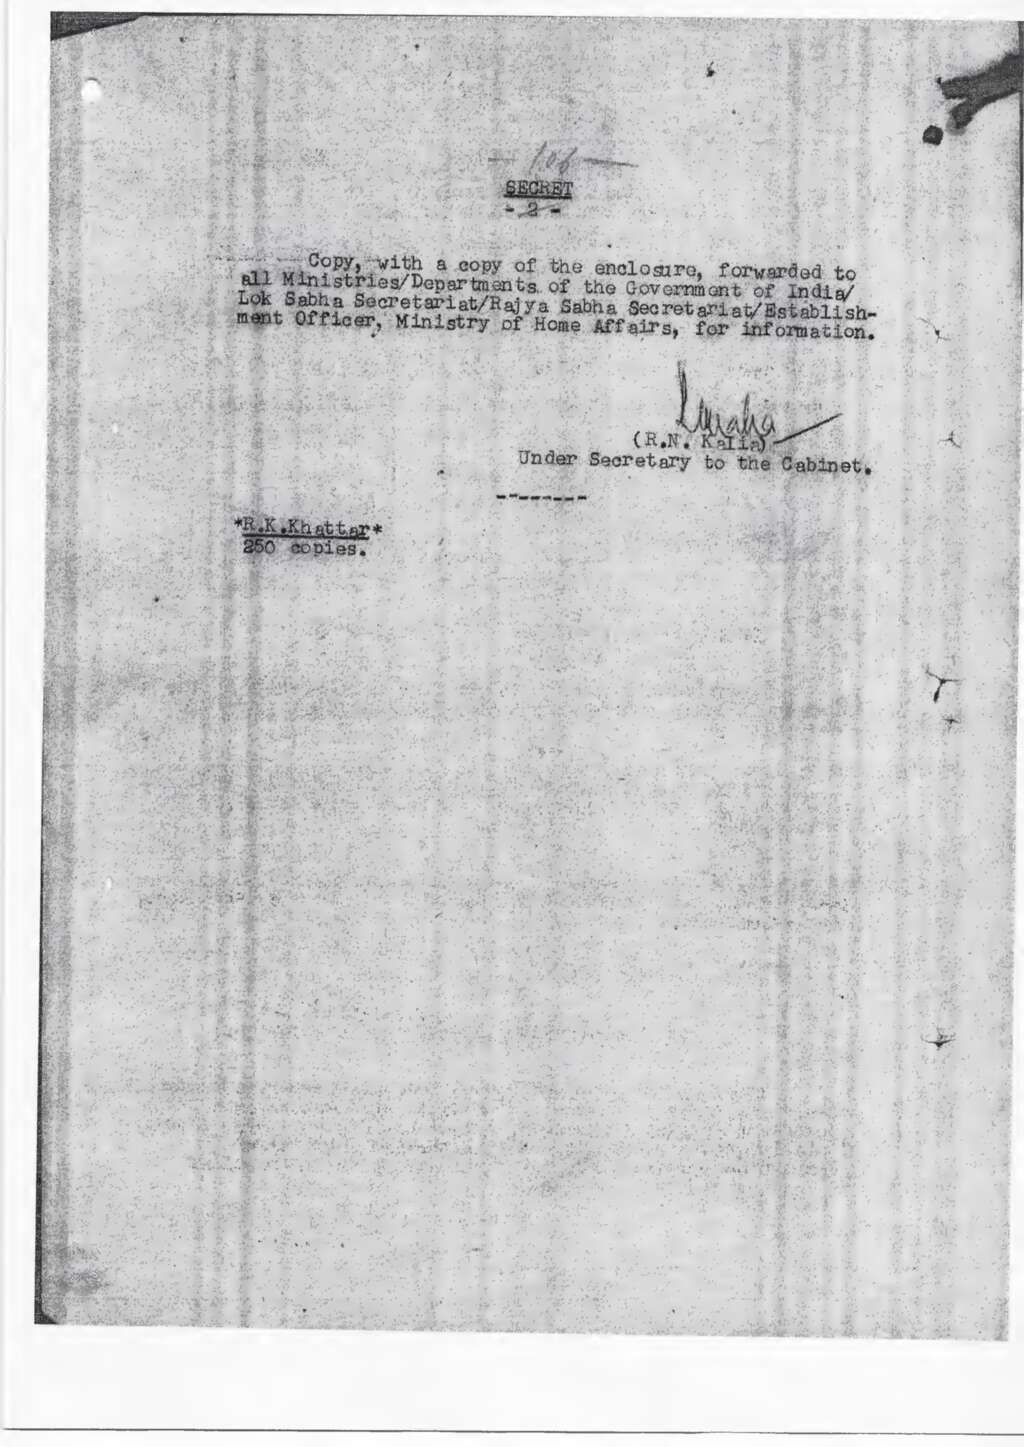 — 106 —
SECRET
- 2 -
Copy, with a copy of the enclosure, forwarded to
all Ministries/Departments of the Government of India/
Lok Sabha Secretariat/Rajya Sabha Secretariat/Establish-
ment Officer, Ministry of Home Affairs, for information.
(R.N. Kalia)
Under Secretary to the Cabinet.
--------
*R.K.Khattar*
250 copies.